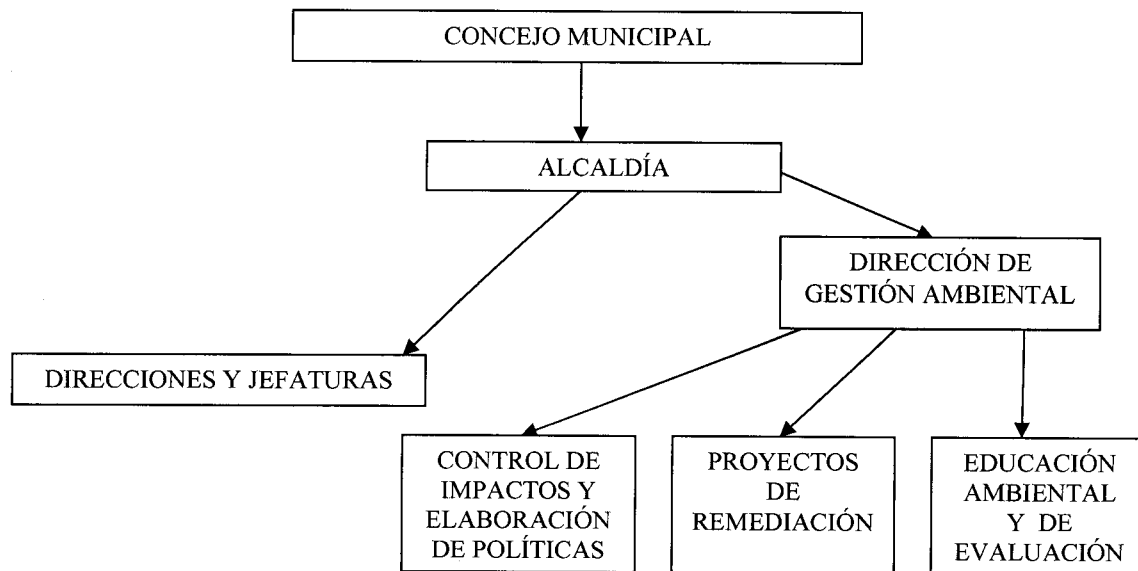 CONCEJO MUNICIPAL
ALCALDÍA
DIRECCIÓN DE
GESTIÓN AMBIENTAL
DIRECCIONES Y JEFATURAS
CONTROL DE
IMPACTOS Y
ELABORACIÓN
DE POLÍTICAS
PROYECTOS
DE
REMEDIACIÓN
EDUCACIÓN
AMBIENTAL
Y DE
EVALUACIÓN